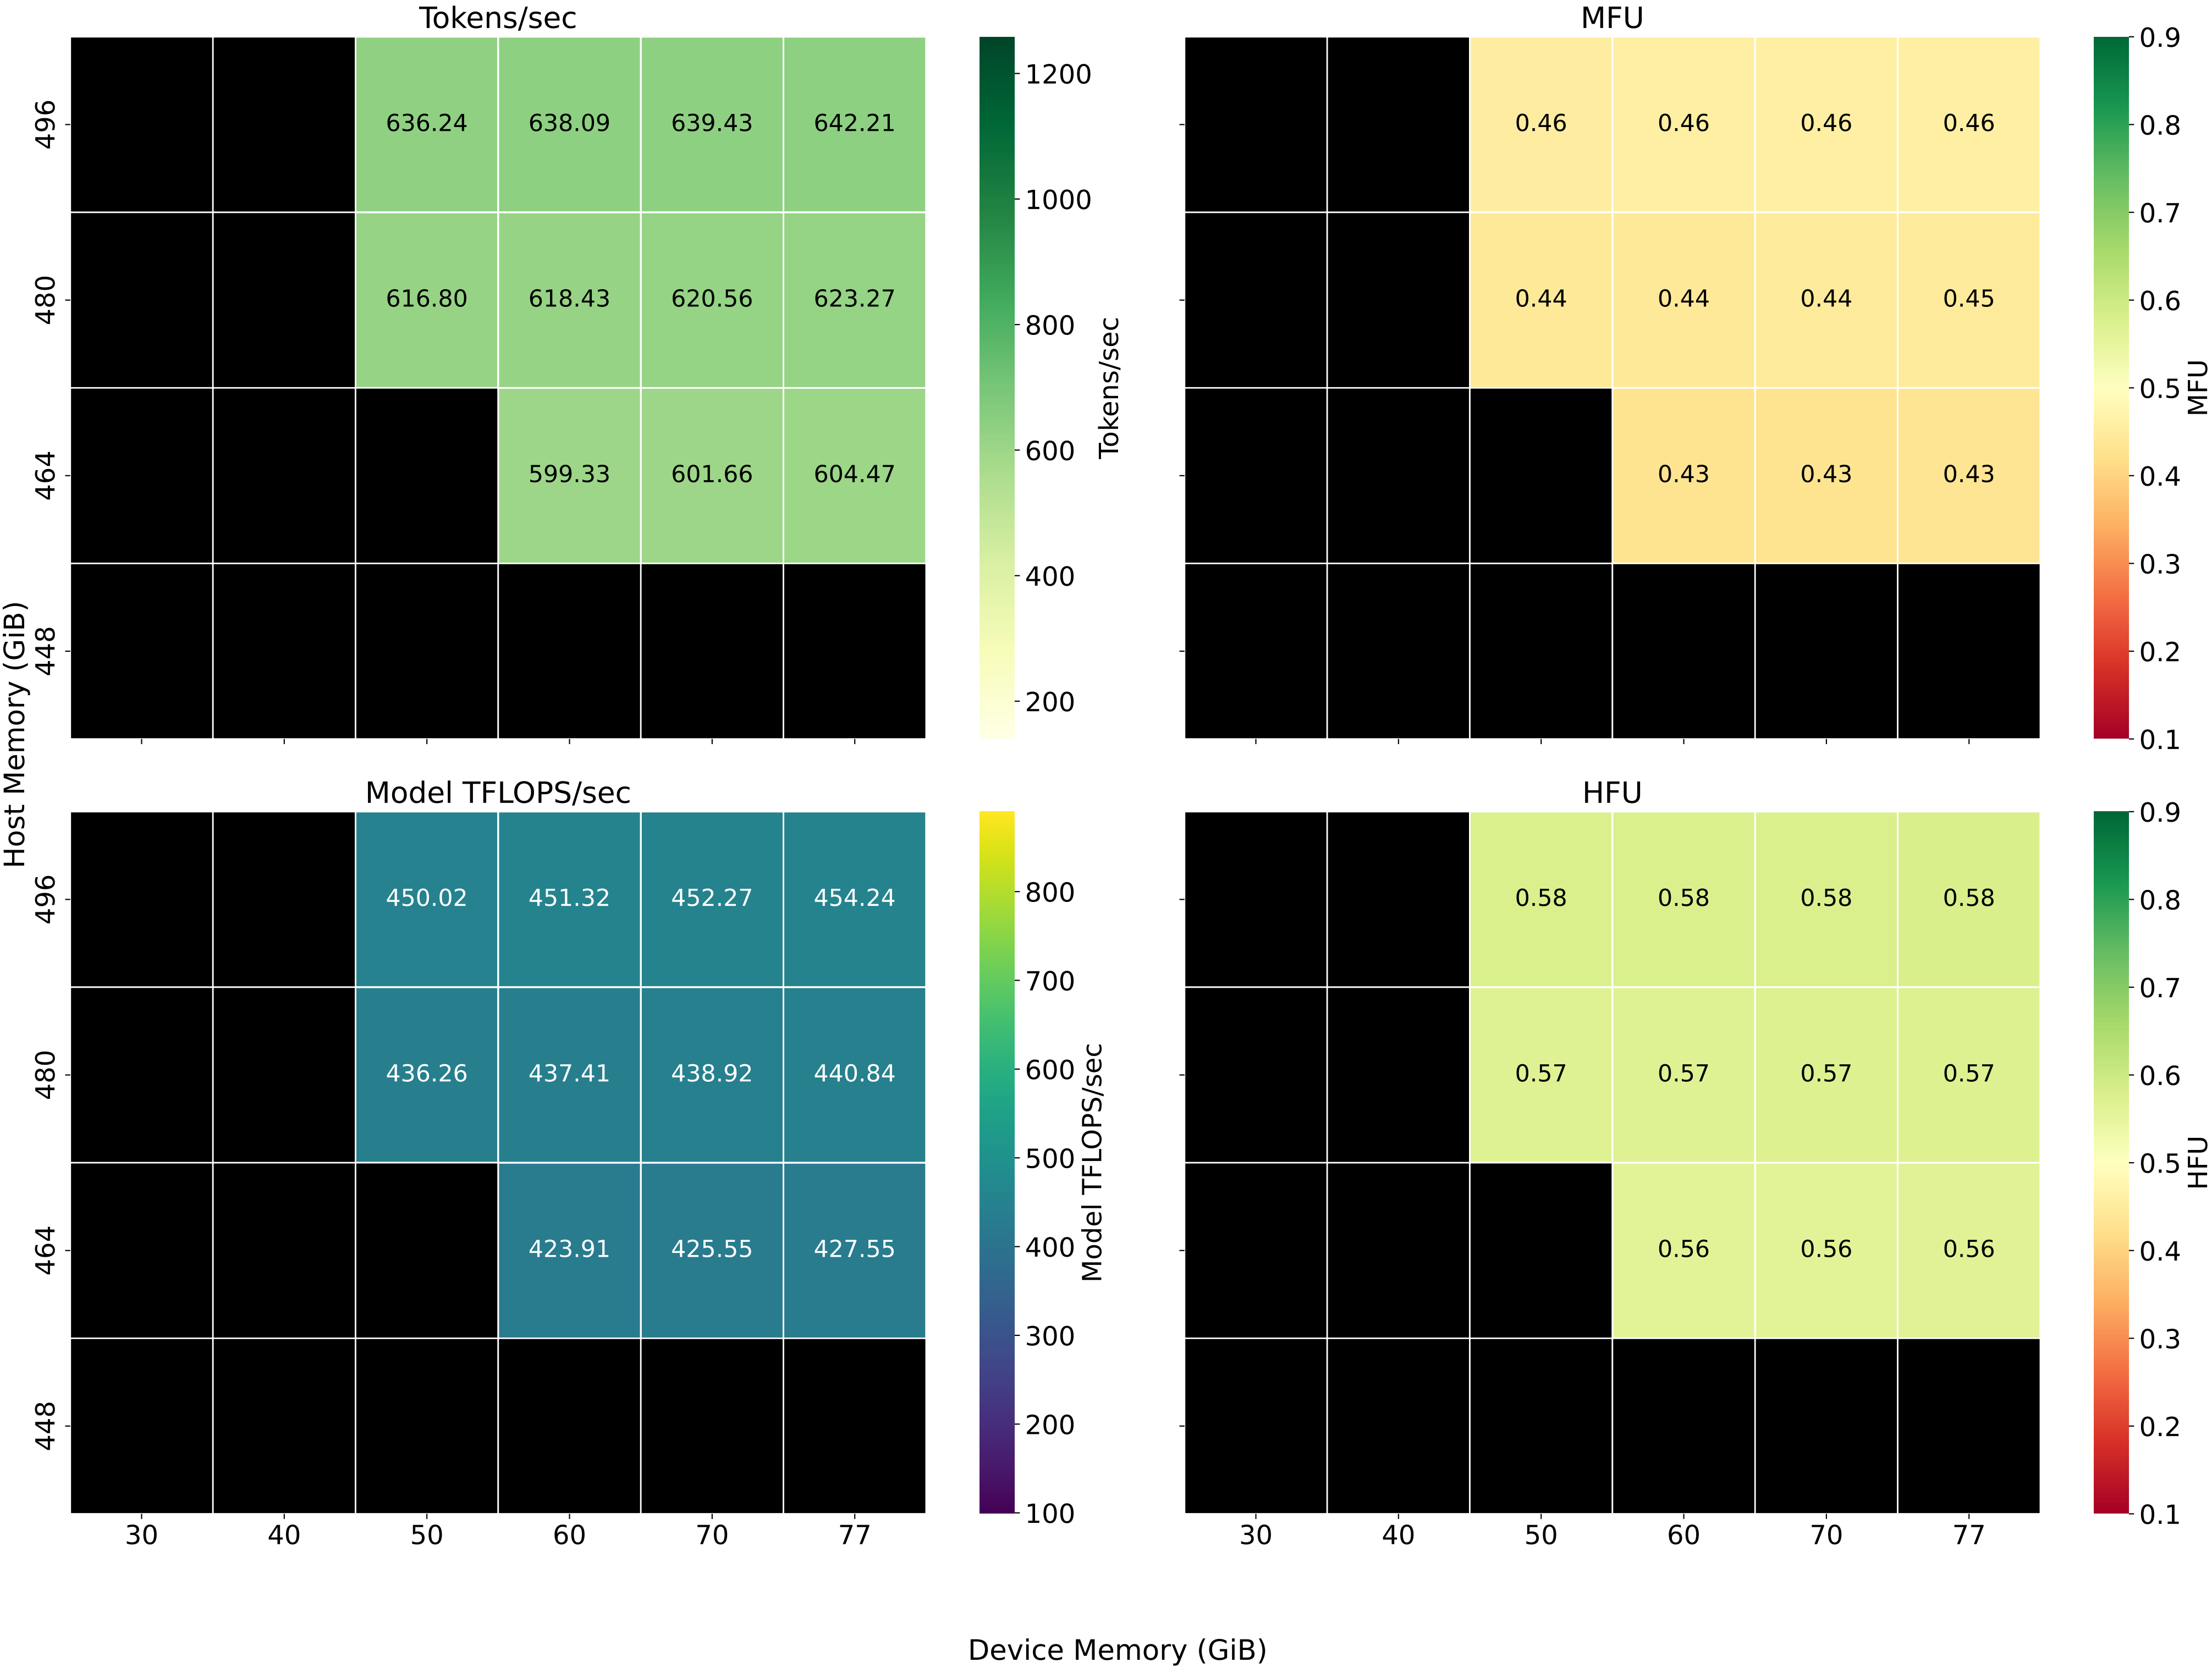 Tokens/sec
496
636.24 638.09 639.43 642.21
480
616.80 618.43 620.56 623.27
464
599.33 601.66 604.47
448
1200
1000
800
600
400
200
Tokens/sec
MFU
0.46 0.46 0.46 0.46
0.44 0.44 0.44 0.45
0.43 0.43 0.43
0.9
0.8
0.7
0.6
0.5
0.4
0.3
0.2
0.1
MFU
Host Memory (GiB)
Model TFLOPS/sec
496
450.02 451.32 452.27 454.24
480
436.26 437.41 438.92 440.84
464
423.91 425.55 427.55
448
30 40 50 60 70 77
800
700
600
500
400
300
200
100
Model TFLOPS/sec
HFU
0.58 0.58 0.58 0.58
0.57 0.57 0.57 0.57
0.56 0.56 0.56
30 40 50 60 70 77
0.9
0.8
0.7
0.6
0.5
0.4
0.3
0.2
0.1
HFU
Device Memory (GiB)